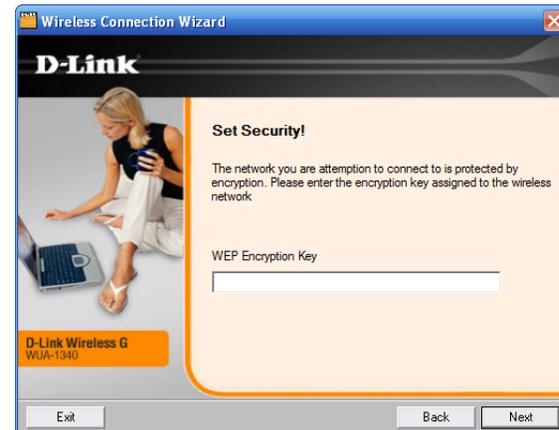 Wireless Connection Wizard
D-Link
Set Security!
The network you are attemption to connect to is protected by
encryption. Please enter the encryption key assigned to the wireless
network
WEP Encryption Key
D-Link Wireless G
WUA-1340
Exit
Back
Next